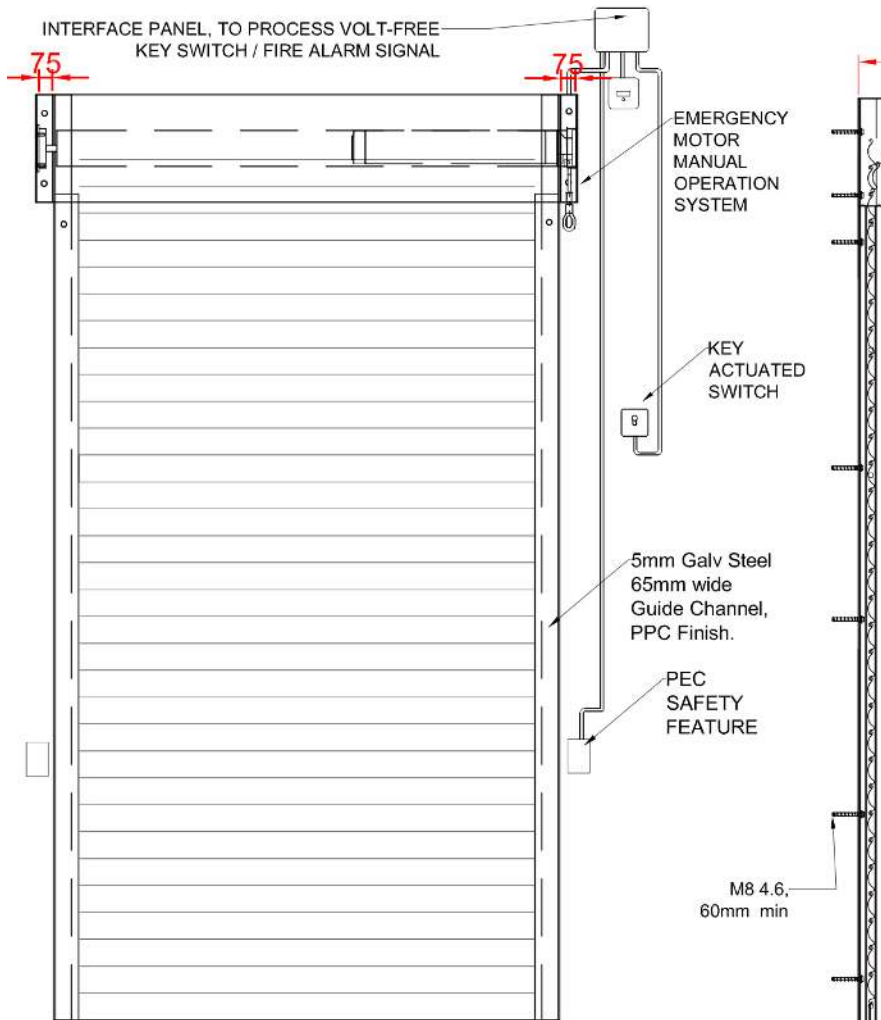 INTERFACE PANEL, TO PROCESS VOLT-FREE
KEY SWITCH / FIRE ALARM SIGNAL
75
75
EMERGENCY
MOTOR
MANUAL
OPERATION
SYSTEM
KEY
ACTUATED
SWITCH
5mm Galv Steel
65mm wide
Guide Channel,
PPC Finish.
PEC
SAFETY
FEATURE
M8 4.6,
60mm min